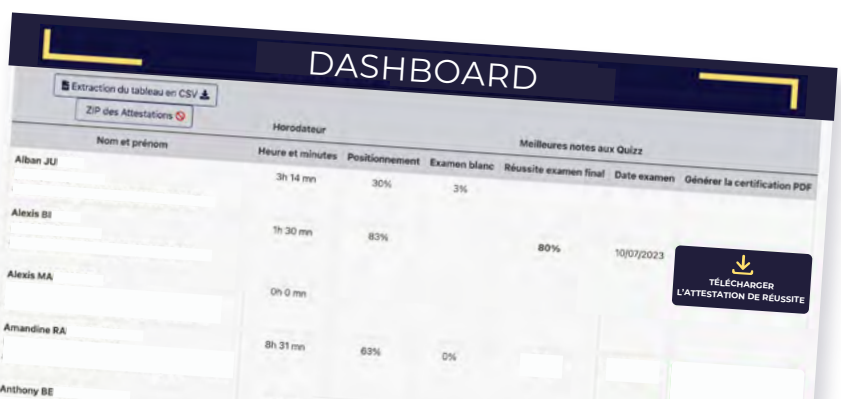 DASHBOARD
Extraction du tableau en CSV
ZIP des Attestations
Horodateur
Meilleures notes aux Quizz
Nom et prénom
Heure et minutes Positionnement Examen blanc Réussite examen final Date examen Générer la certification PDF
Alban JU
3h 14 mn 30% 3%
Alexis BI
1h 30 mn 83% 80% 10/07/2023
TÉLÉCHARGER
L'ATTESTATION DE RÉUSSITE
Alexis MA
0h 0 mn
Amandine RA
8h 31 mn 63% 0%
Anthony BE